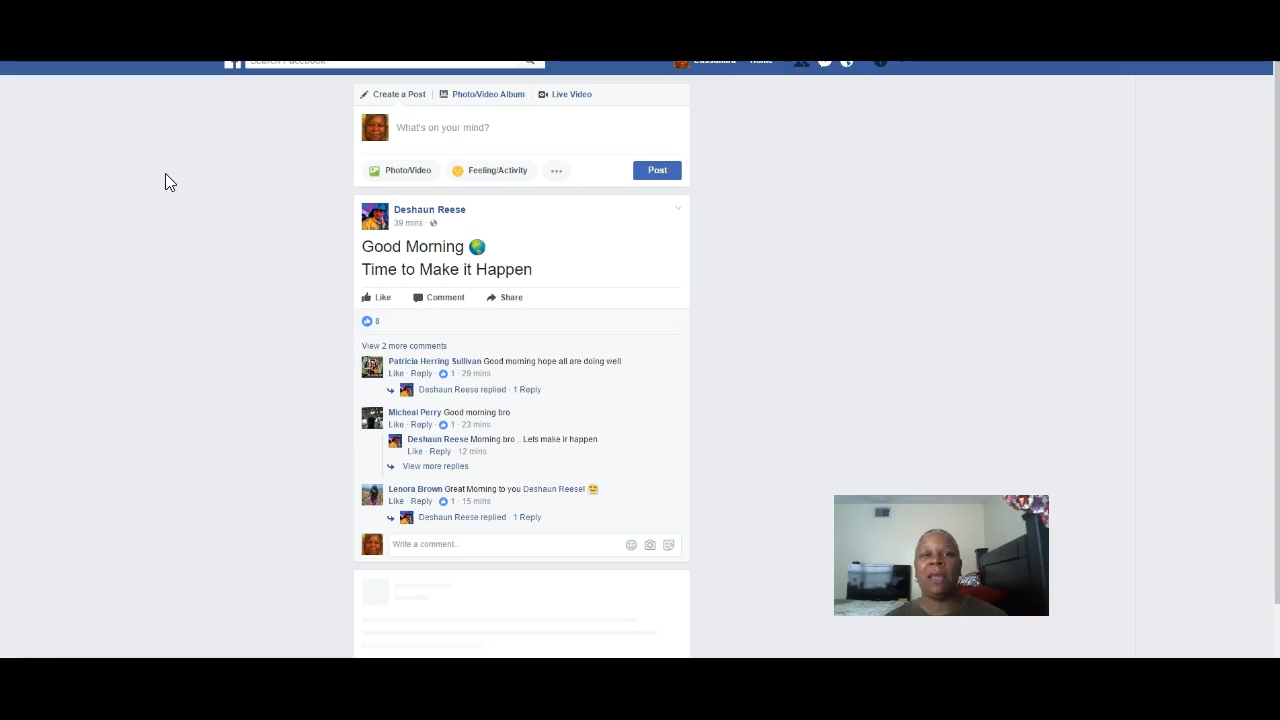 Search Facebook
Cassandra Home
Create a Post Photo/Video Album Live Video
What's on your mind?
Photo/Video Feeling/Activity Post
Deshaun Reese
39 mins ·
Good Morning 🌏
Time to Make it Happen
Like Comment Share
8
View 2 more comments
Patricia Herring Sullivan Good morning hope all are doing well
Like · Reply · 1 · 29 mins
Deshaun Reese replied · 1 Reply
Micheal Perry Good morning bro
Like · Reply · 1 · 23 mins
Deshaun Reese Morning bro... Lets make ir happen
Like · Reply · 12 mins
View more replies
Lenora Brown Great Morning to you Deshaun Reese! 🤗
Like · Reply · 1 · 15 mins
Deshaun Reese replied · 1 Reply
Write a comment...